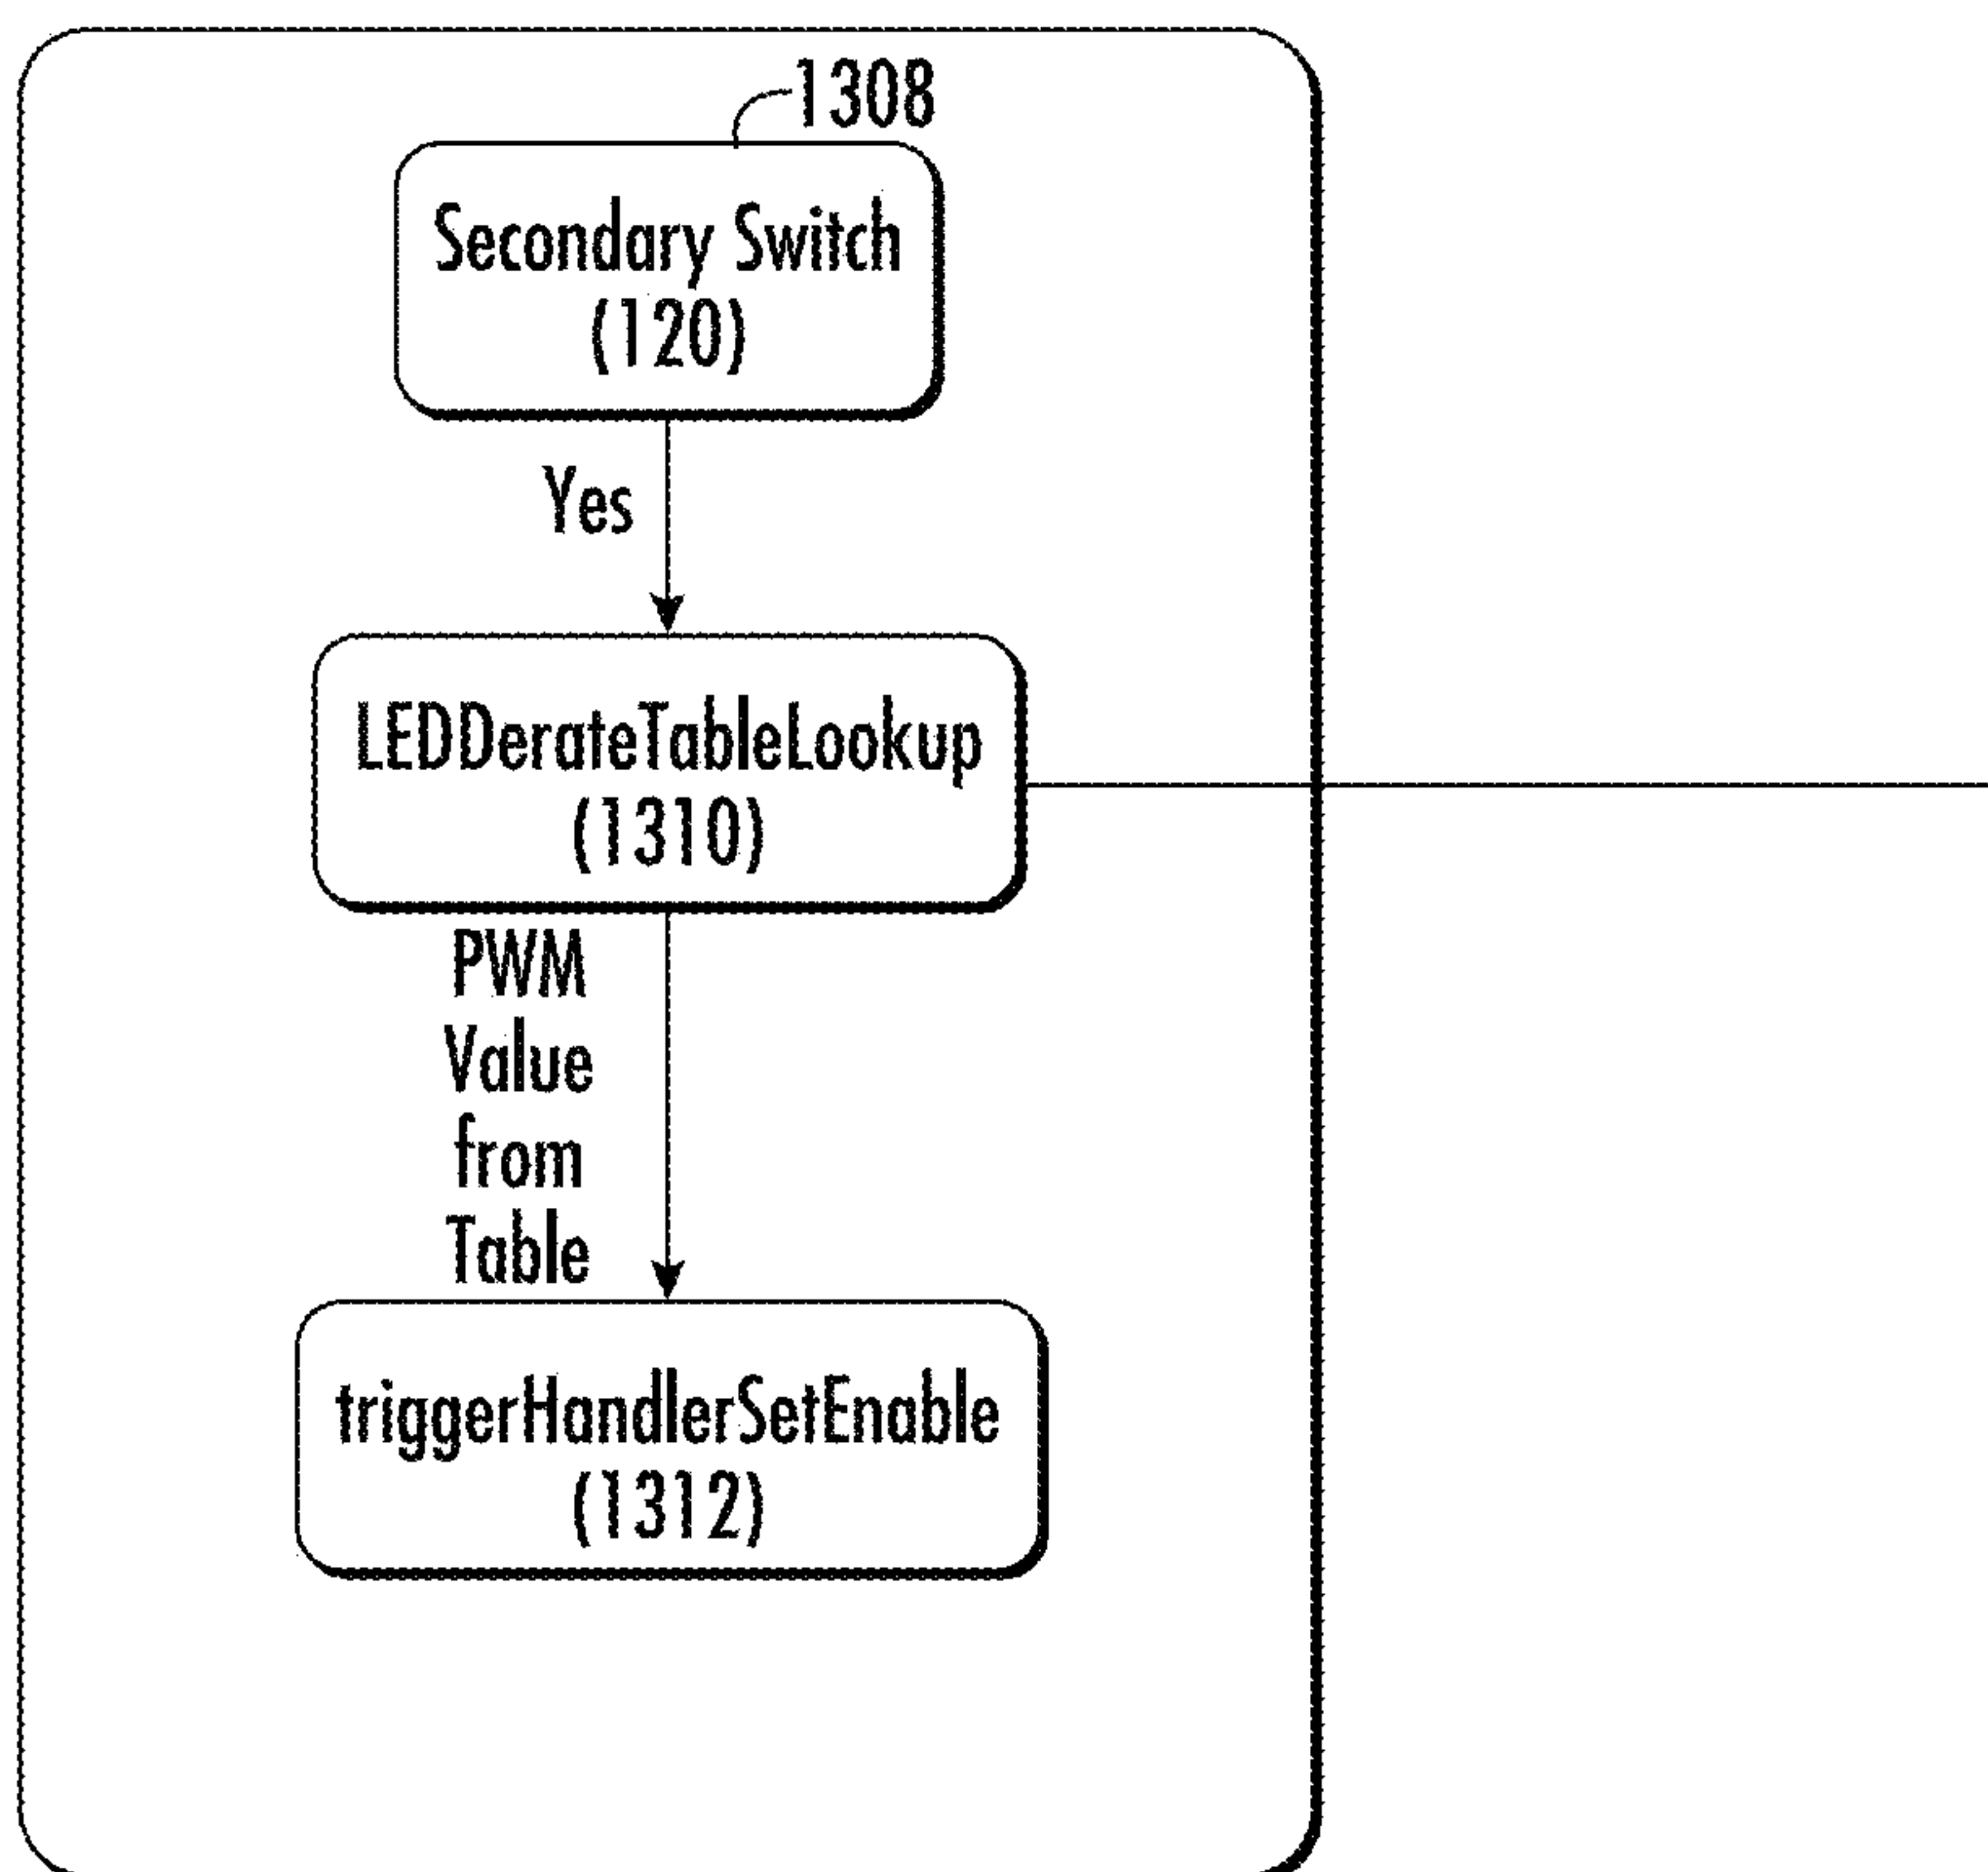 1308
Secondary Switch
(120)
Yes
LEDDerateTableLookup
(1310)
PWM
Value
from
Table
triggerHandlerSetEnable
(1312)